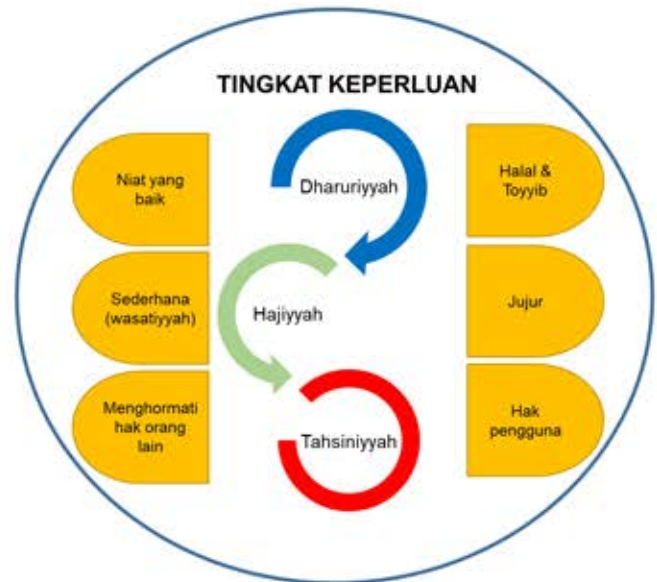 TINGKAT KEPERLUAN
Niat yang
baik
Sederhana
(wasatiyyah)
Menghormati
hak orang
lain
Dharuriyyah
Hajiyyah
Tahsiniyyah
Halal &
Toyyib
Jujur
Hak
pengguna